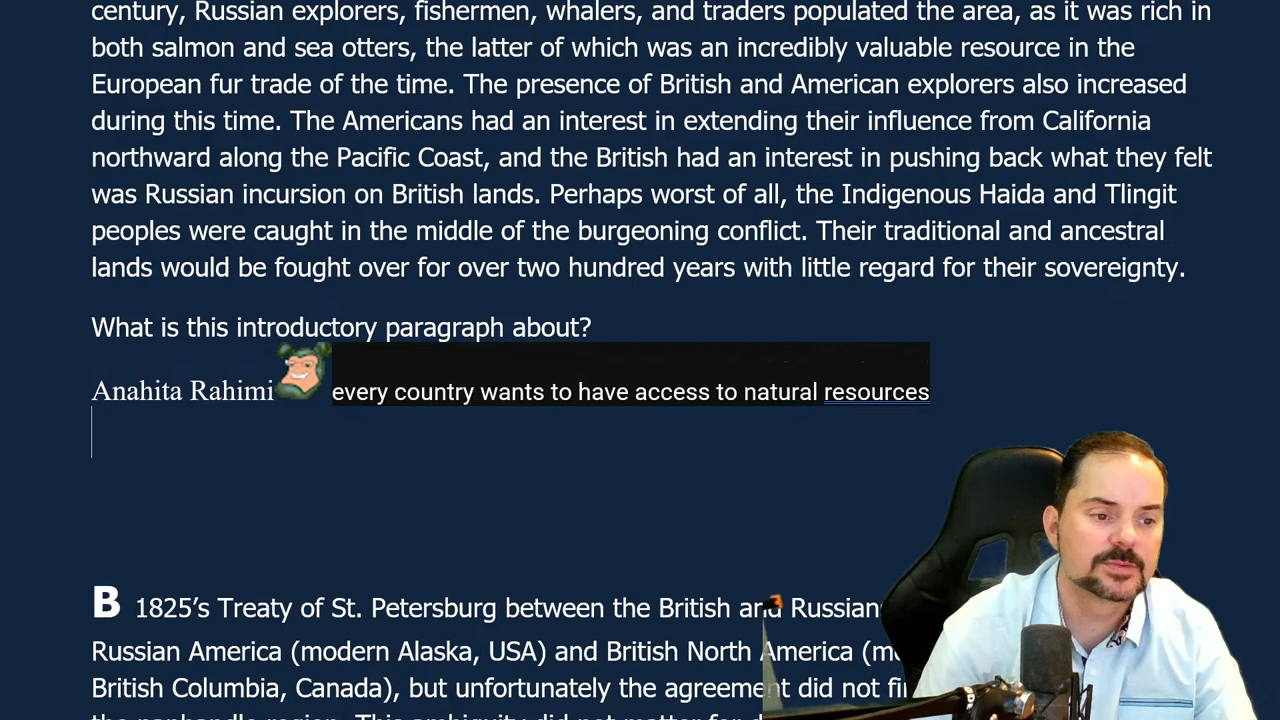 century, Russian explorers, fishermen, whalers, and traders populated the area, as it was rich in
both salmon and sea otters, the latter of which was an incredibly valuable resource in the
European fur trade of the time. The presence of British and American explorers also increased
during this time. The Americans had an interest in extending their influence from California
northward along the Pacific Coast, and the British had an interest in pushing back what they felt
was Russian incursion on British lands. Perhaps worst of all, the Indigenous Haida and Tlingit
peoples were caught in the middle of the burgeoning conflict. Their traditional and ancestral
lands would be fought over for over two hundred years with little regard for their sovereignty.
What is this introductory paragraph about?
Anahita Rahimi every country wants to have access to natural resources
B 1825’s Treaty of St. Petersburg between the British and Russians
Russian America (modern Alaska, USA) and British North America
British Columbia, Canada), but unfortunately the agreement did not